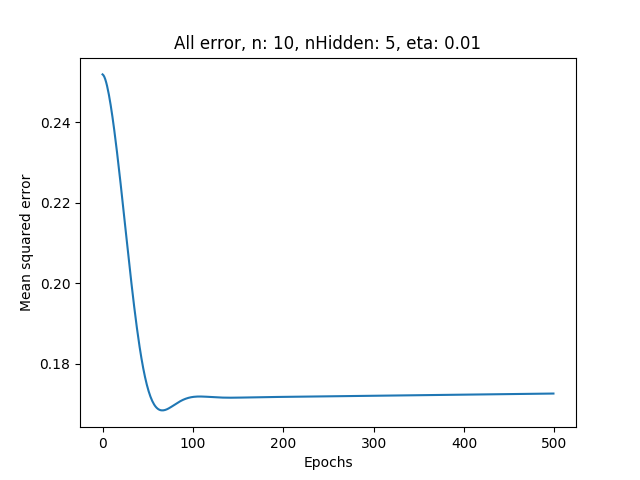 All error, n: 10, nHidden: 5, eta: 0.01
0.24
0.22
0.20
0.18
Mean squared error
0 100 200 300 400 500
Epochs